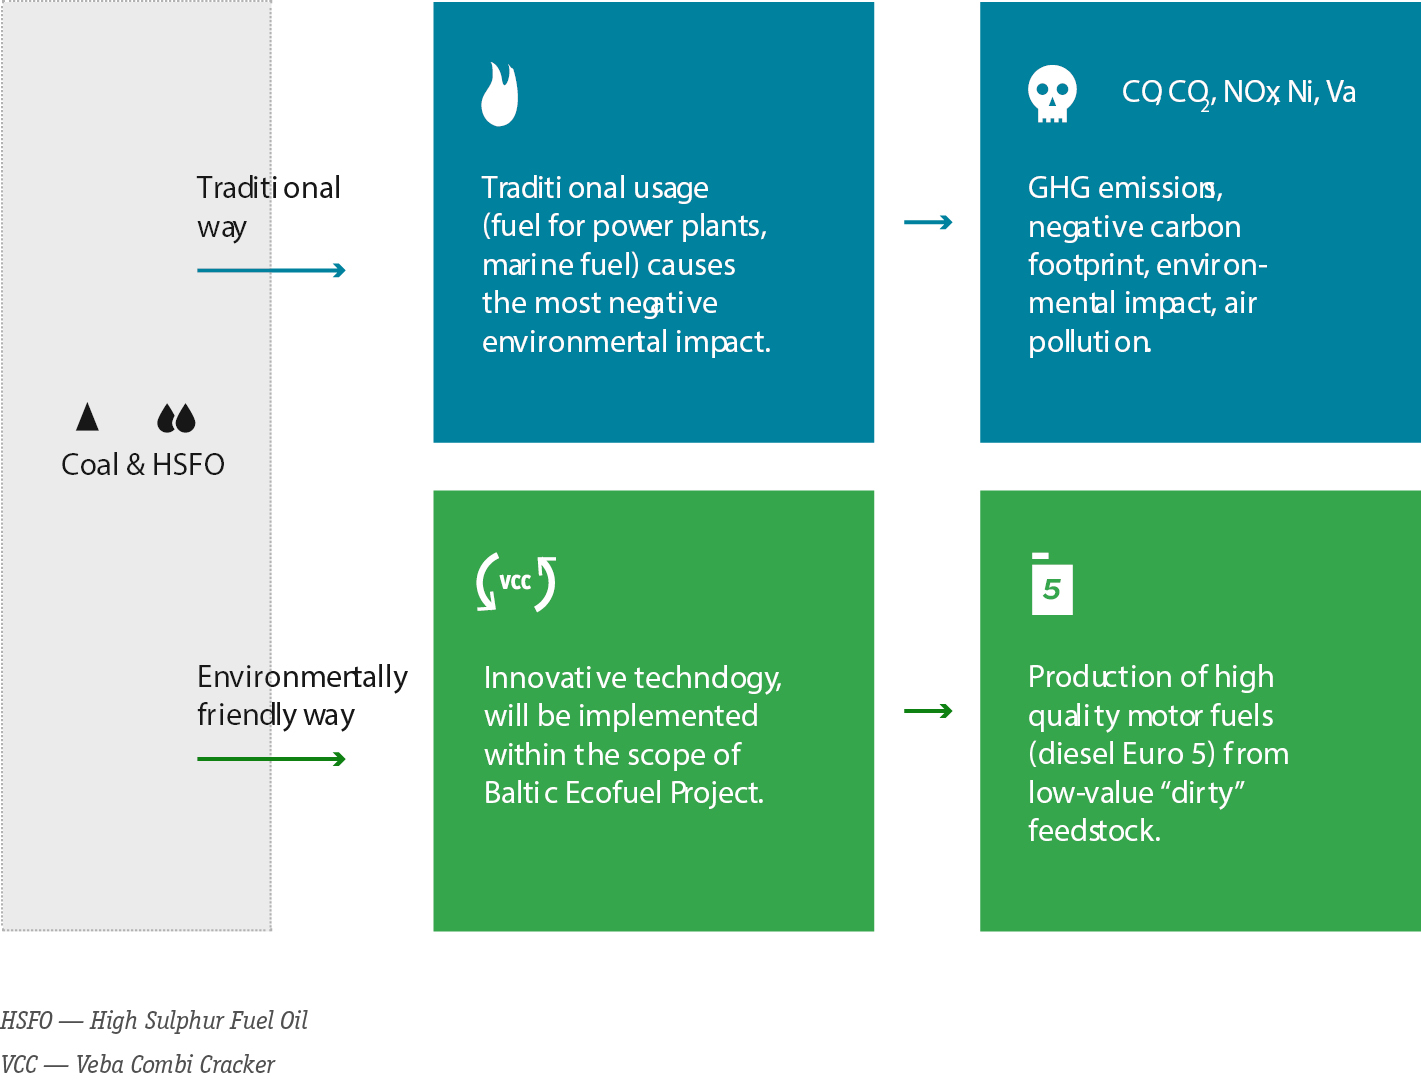 Coal & HSFO
Traditional
way
Traditional usage
(fuel for power plants,
marine fuel) causes
the most negative
environmental impact.
CO, CO2, NOx, Ni, Va
GHG emissions,
negative carbon
footprint, environ-
mental impact, air
pollution.
Environmentally
friendly way
VCC
Innovative technology,
will be implemented
within the scope of
Baltic Ecofuel Project.
5
Production of high
quality motor fuels
(diesel Euro 5) from
low-value “dirty”
feedstock.
HSFO — High Sulphur Fuel Oil
VCC — Veba Combi Cracker